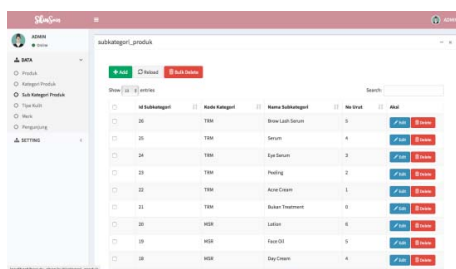 SkinSeen
ADMIN
ADMIN
Online
subkategori_produk
DATA
Produk
Kategori Produk
Sub Kategori Produk
Tipe Kulit
Merk
Pengunjung
SETTING
Add Reload Bulk Delete
Show 10 entries Search:
Id Subkategori Kode Kategori Nama Subkategori No Urut Aksi
26 TRM Brow Lash Serum 5 Edit Delete
25 TRM Serum 4 Edit Delete
24 TRM Eye Serum 3 Edit Delete
23 TRM Peeling 2 Edit Delete
22 TRM Acne Cream 1 Edit Delete
21 TRM Bukan Treatment 0 Edit Delete
20 MSR Lotion 6 Edit Delete
19 MSR Face Oil 5 Edit Delete
18 MSR Day Cream 4 Edit Delete